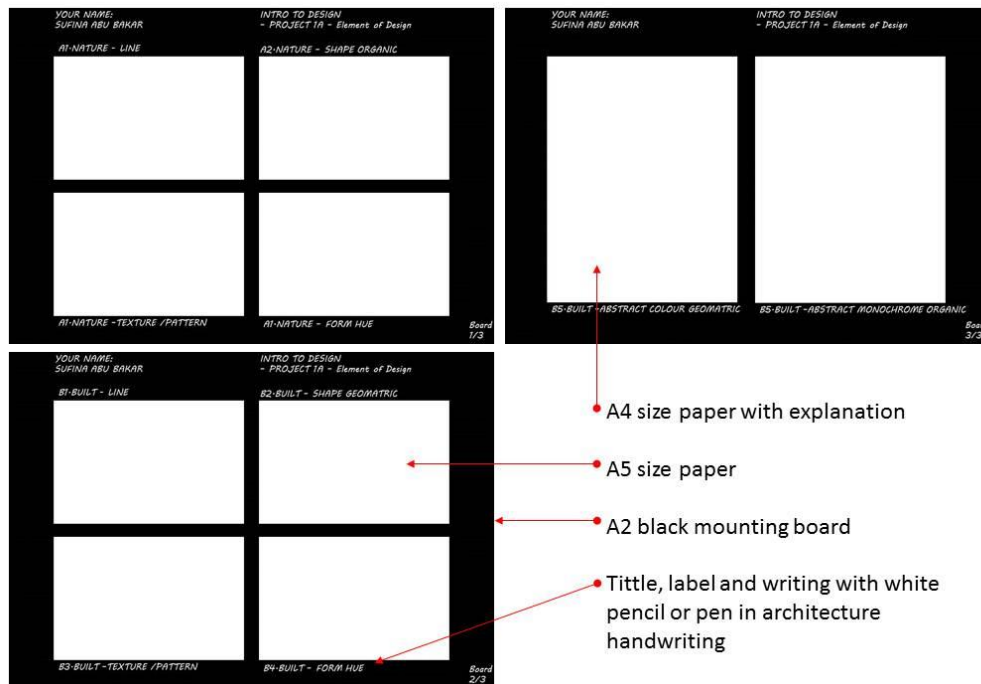 YOUR NAME:
SUFINA ABU BAKAR
INTRO TO DESIGN
- PROJECT 1A - Element of Design
A1-NATURE - LINE
A2-NATURE - SHAPE ORGANIC
A1-NATURE -TEXTURE /PATTERN
A1-NATURE - FORM HUE
Board
1/3
YOUR NAME:
SUFINA ABU BAKAR
INTRO TO DESIGN
- PROJECT 1A - Element of Design
B5-BUILT -ABSTRACT COLOUR GEOMATRIC
B5-BUILT -ABSTRACT MONOCHROME ORGANIC
Board
3/3
YOUR NAME:
SUFINA ABU BAKAR
INTRO TO DESIGN
- PROJECT 1A - Element of Design
B1-BUILT - LINE
B2-BUILT - SHAPE GEOMATRIC
B3-BUILT -TEXTURE /PATTERN
B4-BUILT - FORM HUE
Board
2/3
A4 size paper with explanation
A5 size paper
A2 black mounting board
Tittle, label and writing with white
pencil or pen in architecture
handwriting